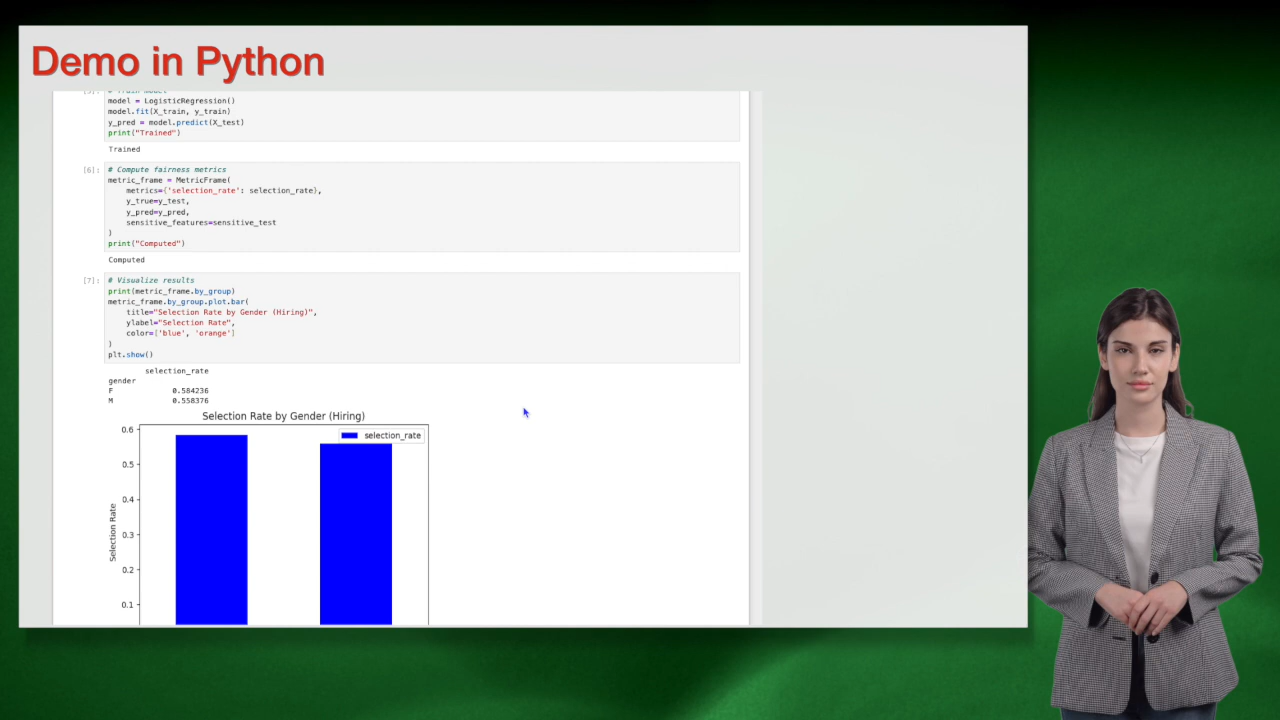 Demo in Python
[5]: # Train model
model = LogisticRegression()
model.fit(X_train, y_train)
y_pred = model.predict(X_test)
print("Trained")
Trained
[6]: # Compute fairness metrics
metric_frame = MetricFrame(
metrics={'selection_rate': selection_rate},
y_true=y_test,
y_pred=y_pred,
sensitive_features=sensitive_test
)
print("Computed")
Computed
[7]: # Visualize results
print(metric_frame.by_group)
metric_frame.by_group.plot.bar(
title="Selection Rate by Gender (Hiring)",
ylabel="Selection Rate",
color=['blue', 'orange']
)
plt.show()
selection_rate
gender
F 0.584236
M 0.558376
Selection Rate by Gender (Hiring)
selection_rate
0.6
0.5
0.4
0.3
0.2
0.1
Selection Rate